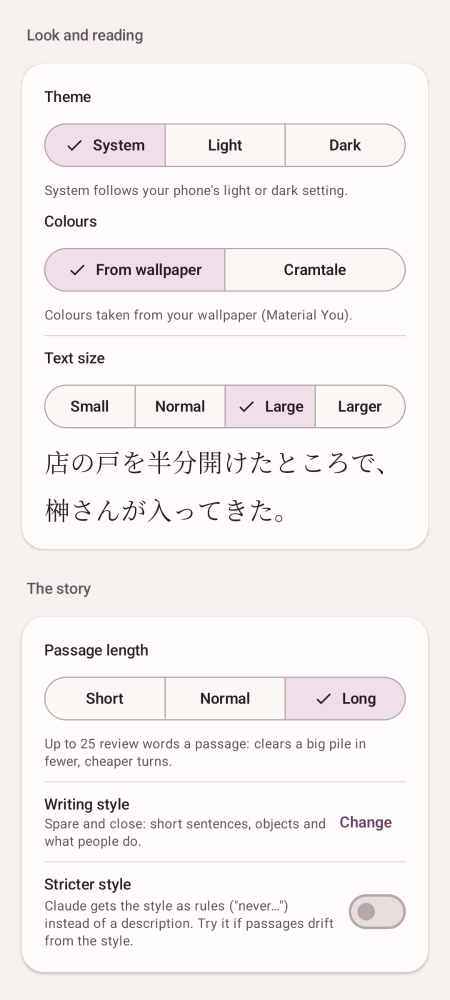 Look and reading
Theme
System
Light
Dark
System follows your phone's light or dark setting.
Colours
From wallpaper
Cramtale
Colours taken from your wallpaper (Material You).
Text size
Small
Normal
Large
Larger
店の戸を半分開けたところで、
榊さんが入ってきた。
The story
Passage length
Short
Normal
Long
Up to 25 review words a passage: clears a big pile in
fewer, cheaper turns.
Writing style
Spare and close: short sentences, objects and
what people do.
Change
Stricter style
Claude gets the style as rules ("never…")
instead of a description. Try it if passages drift
from the style.